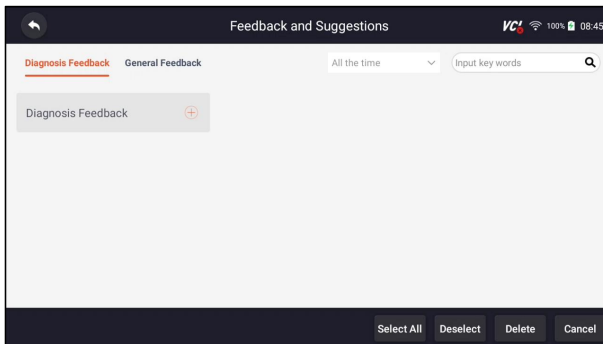 Feedback and Suggestions
VCI 100% 08:45
Diagnosis Feedback General Feedback All the time Input key words
Diagnosis Feedback
Select All Deselect Delete Cancel